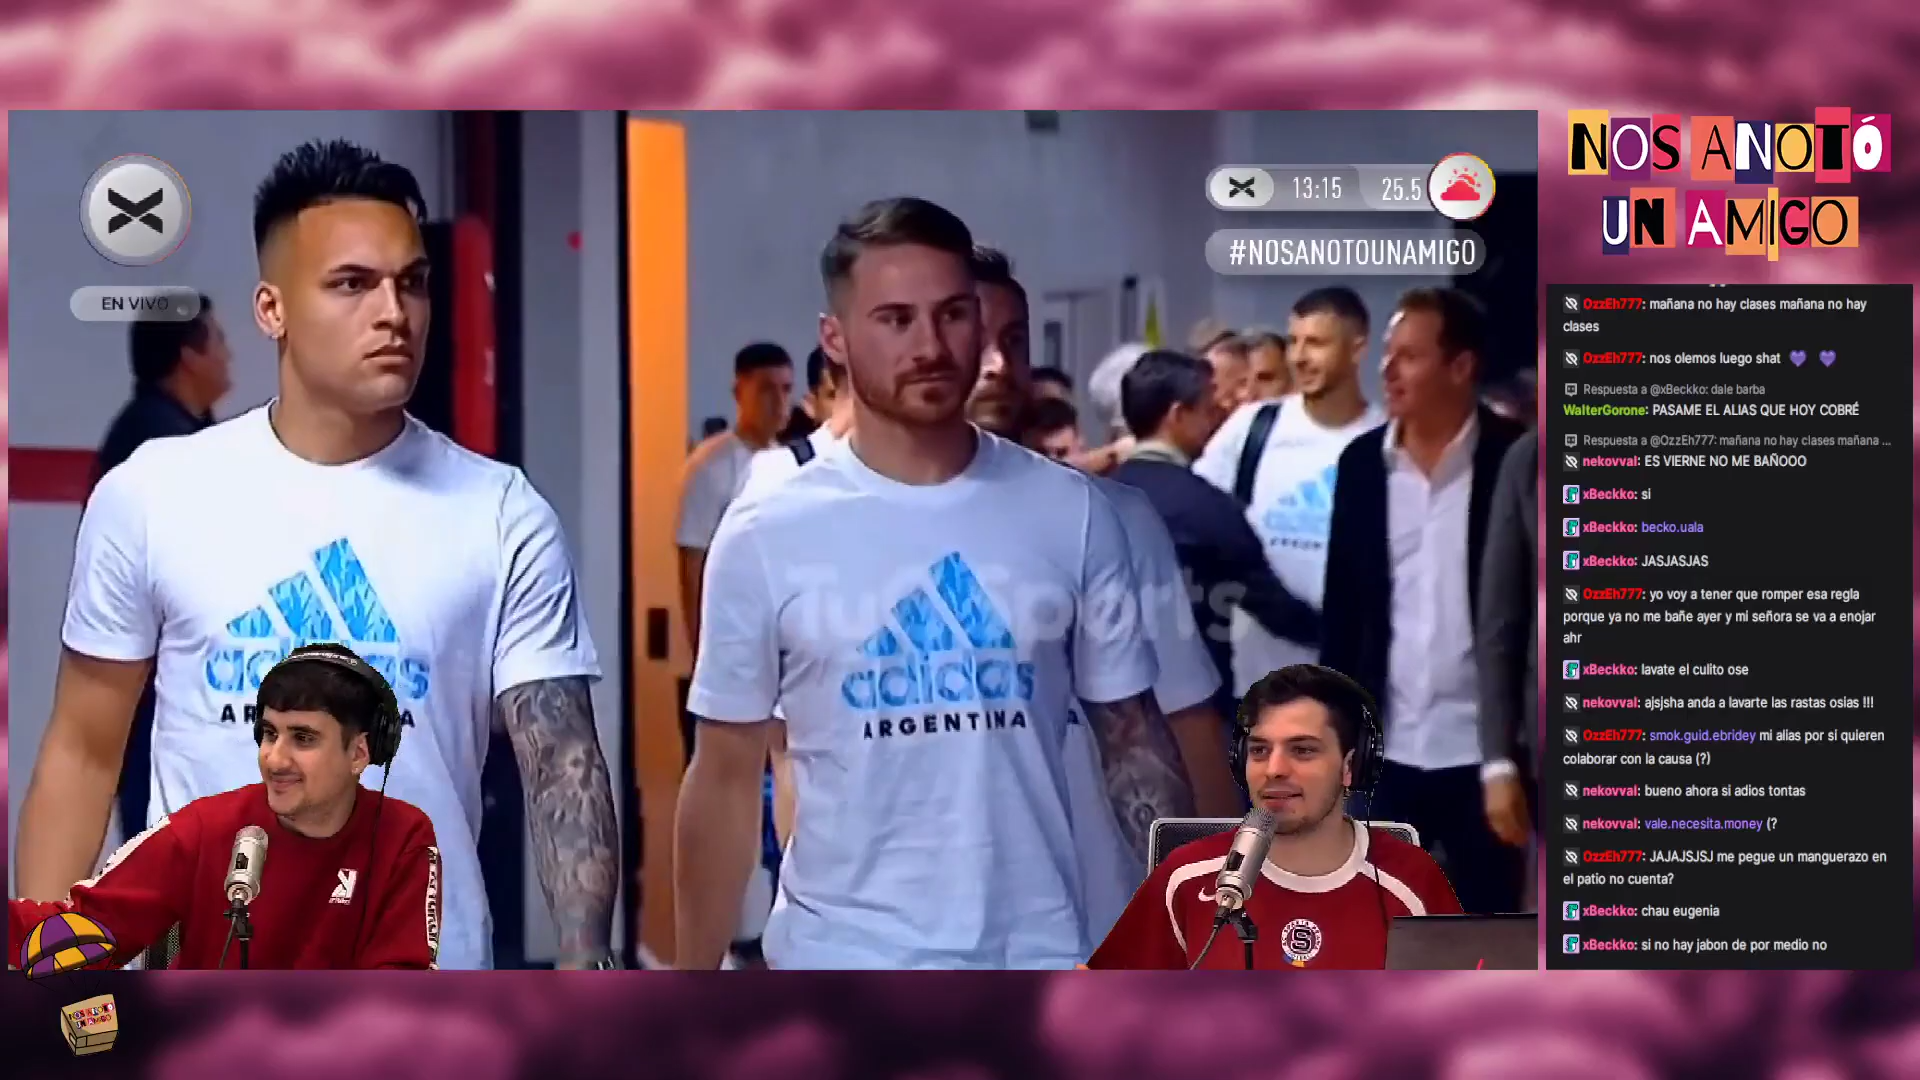 EN VIVO
13:15
25.5
#NOSANOTOUNAMIGO
adidas
ARGENTINA
adidas
ARGENTINA
Sports
NOS ANOTÓ
UN AMIGO
OzzEh777: mañana no hay clases mañana no hay
clases
OzzEh777: nos olemos luego shat
Respuesta a @xBeckko: dale barba
WalterGorone: PASAME EL ALIAS QUE HOY COBRÉ
Respuesta a @OzzEh777: mañana no hay clases mañana ...
nekovval: ES VIERNE NO ME BAÑOOO
xBeckko: si
xBeckko: becko.uala
xBeckko: JASJASJAS
OzzEh777: yo voy a tener que romper esa regla
porque ya no me bañe ayer y mi señora se va a enojar
ahr
xBeckko: lavate el culito ose
nekovval: ajsjsha anda a lavarte las rastas osias !!!
OzzEh777: smok.guid.ebridey mi alias por si quieren
colaborar con la causa (?)
nekovval: bueno ahora si adios tontas
nekovval: vale.necesita.money (?
OzzEh777: JAJAJSJSJ me pegue un manguerazo en
el patio no cuenta?
xBeckko: chau eugenia
xBeckko: si no hay jabon de por medio no
NOS ANOTÓ
UN AMIGO